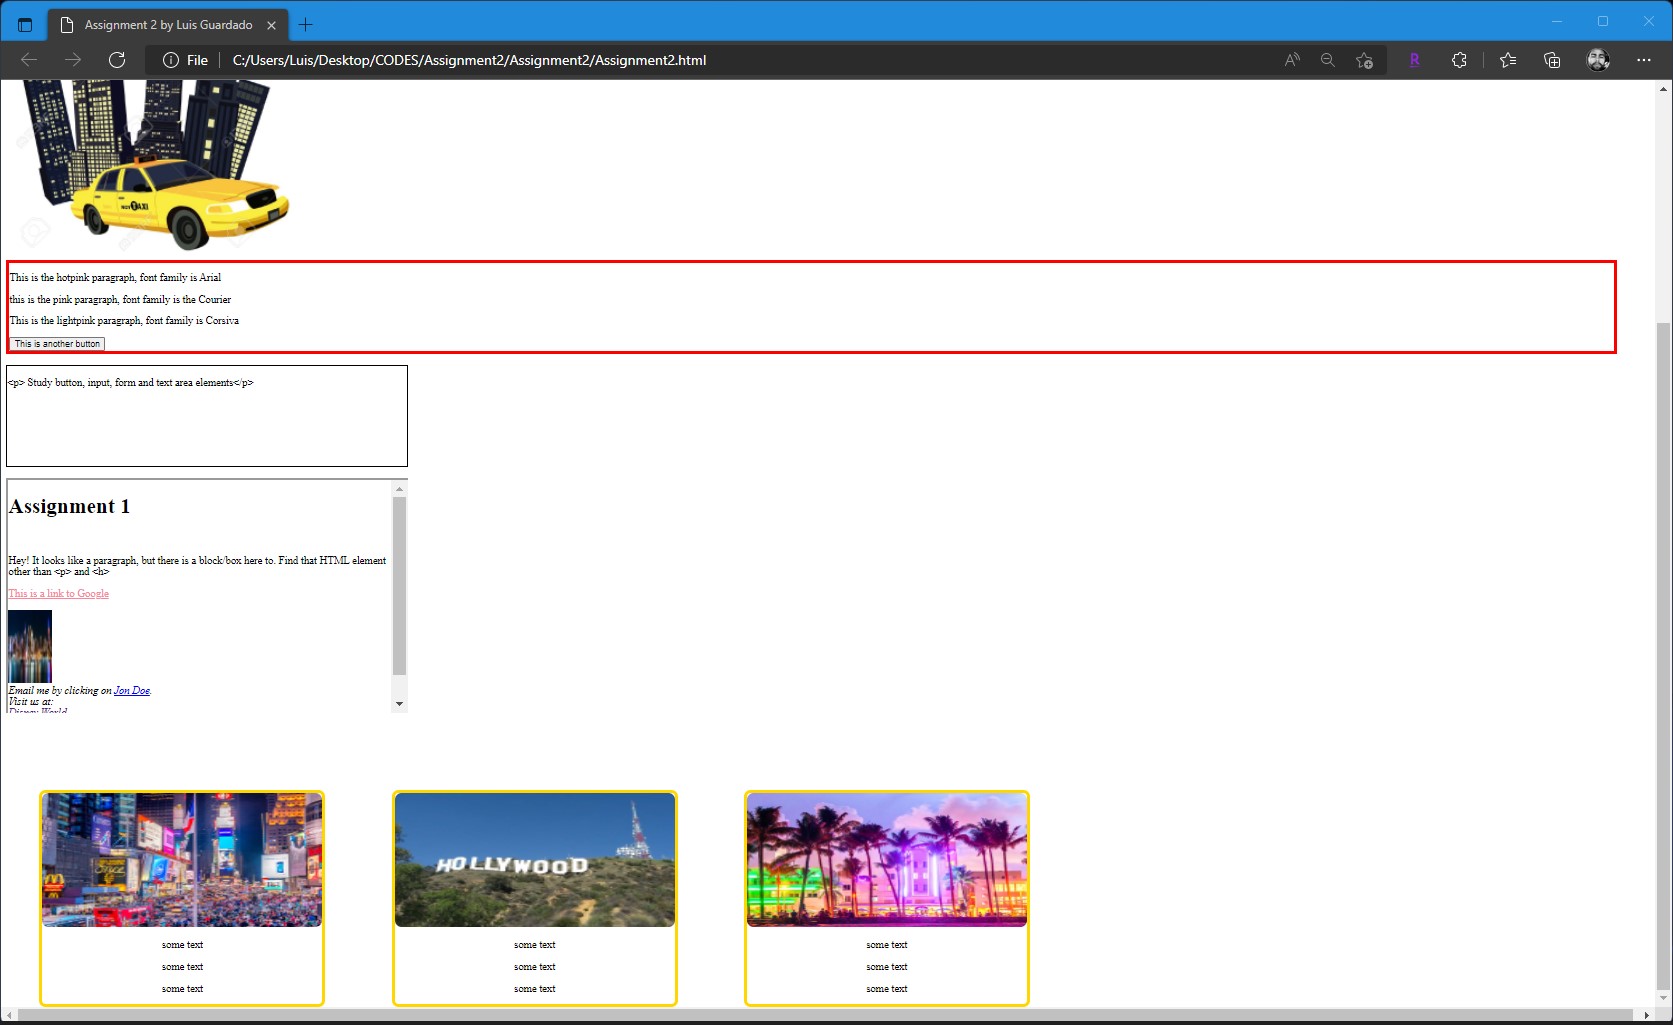 Assignment 2 by Luis Guardado
File
C:/Users/Luis/Desktop/CODES/Assignment2/Assignment2/Assignment2.html
R
TAXI
This is the hotpink paragraph, font family is Arial
this is the pink paragraph, font family is the Courier
This is the lightpink paragraph, font family is Corsiva
This is another button
<p> Study button, input, form and text area elements</p>
Assignment 1
Hey! It looks like a paragraph, but there is a block/box here to. Find that HTML element
other than <p> and <h>
This is a link to Google
Email me by clicking on Jon Doe.
Visit us at:
Disney World
HOLLYWOOD
some text some text some text
some text some text some text
some text some text some text